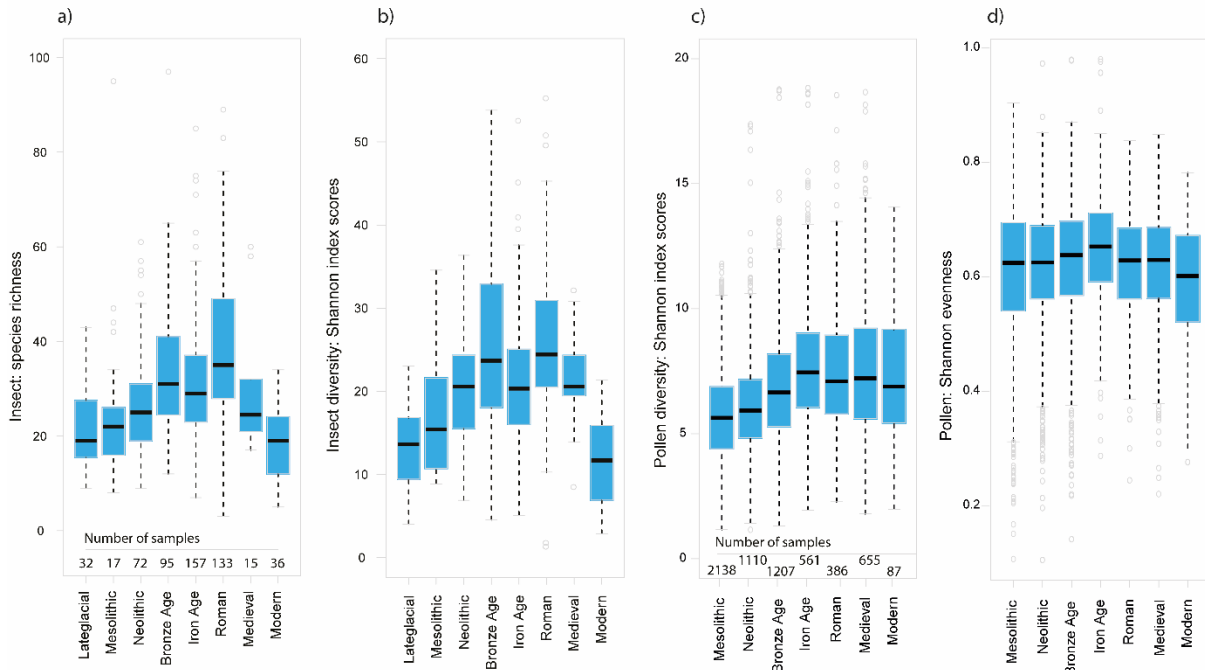 a)
Insect: species richness
100
80
60
40
20
0
Number of samples
32 17 72 95 157 133 15 36
Lateglacial
Mesolithic
Neolithic
Bronze Age
Iron Age
Roman
Medieval
Modern
b)
Insect diversity: Shannon index scores
60
50
40
30
20
10
0
Lateglacial
Mesolithic
Neolithic
Bronze Age
Iron Age
Roman
Medieval
Modern
c)
Pollen diversity: Shannon index scores
20
15
10
5
0
Number of samples
2138 1110 1207 561 386 655 87
Mesolithic
Neolithic
Bronze Age
Iron Age
Roman
Medieval
Modern
d)
Pollen: Shannon evenness
1.0
0.8
0.6
0.4
0.2
Mesolithic
Neolithic
Bronze Age
Iron Age
Roman
Medieval
Modern